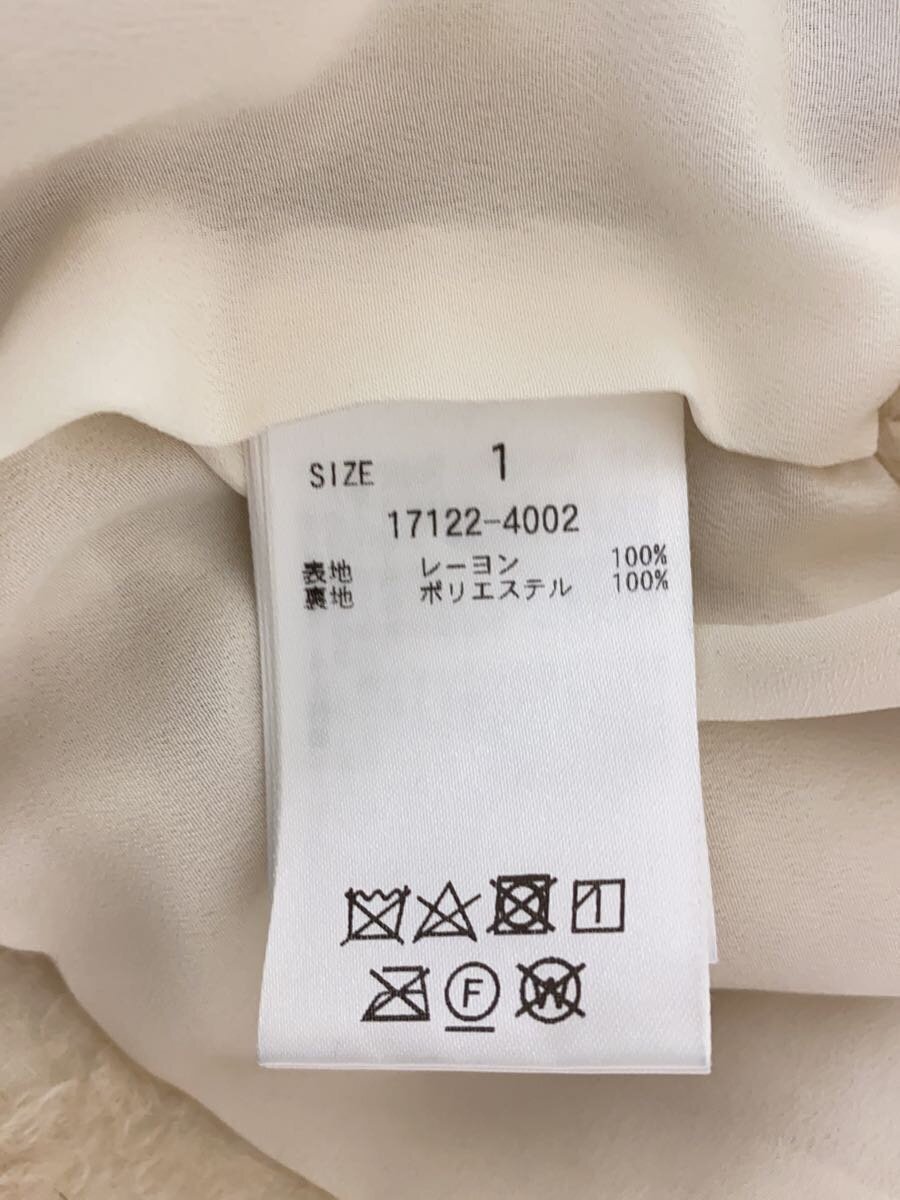 SIZE 1
17122-4002
表地 レーヨン 100%
裏地 ポリエステル 100%
F
W